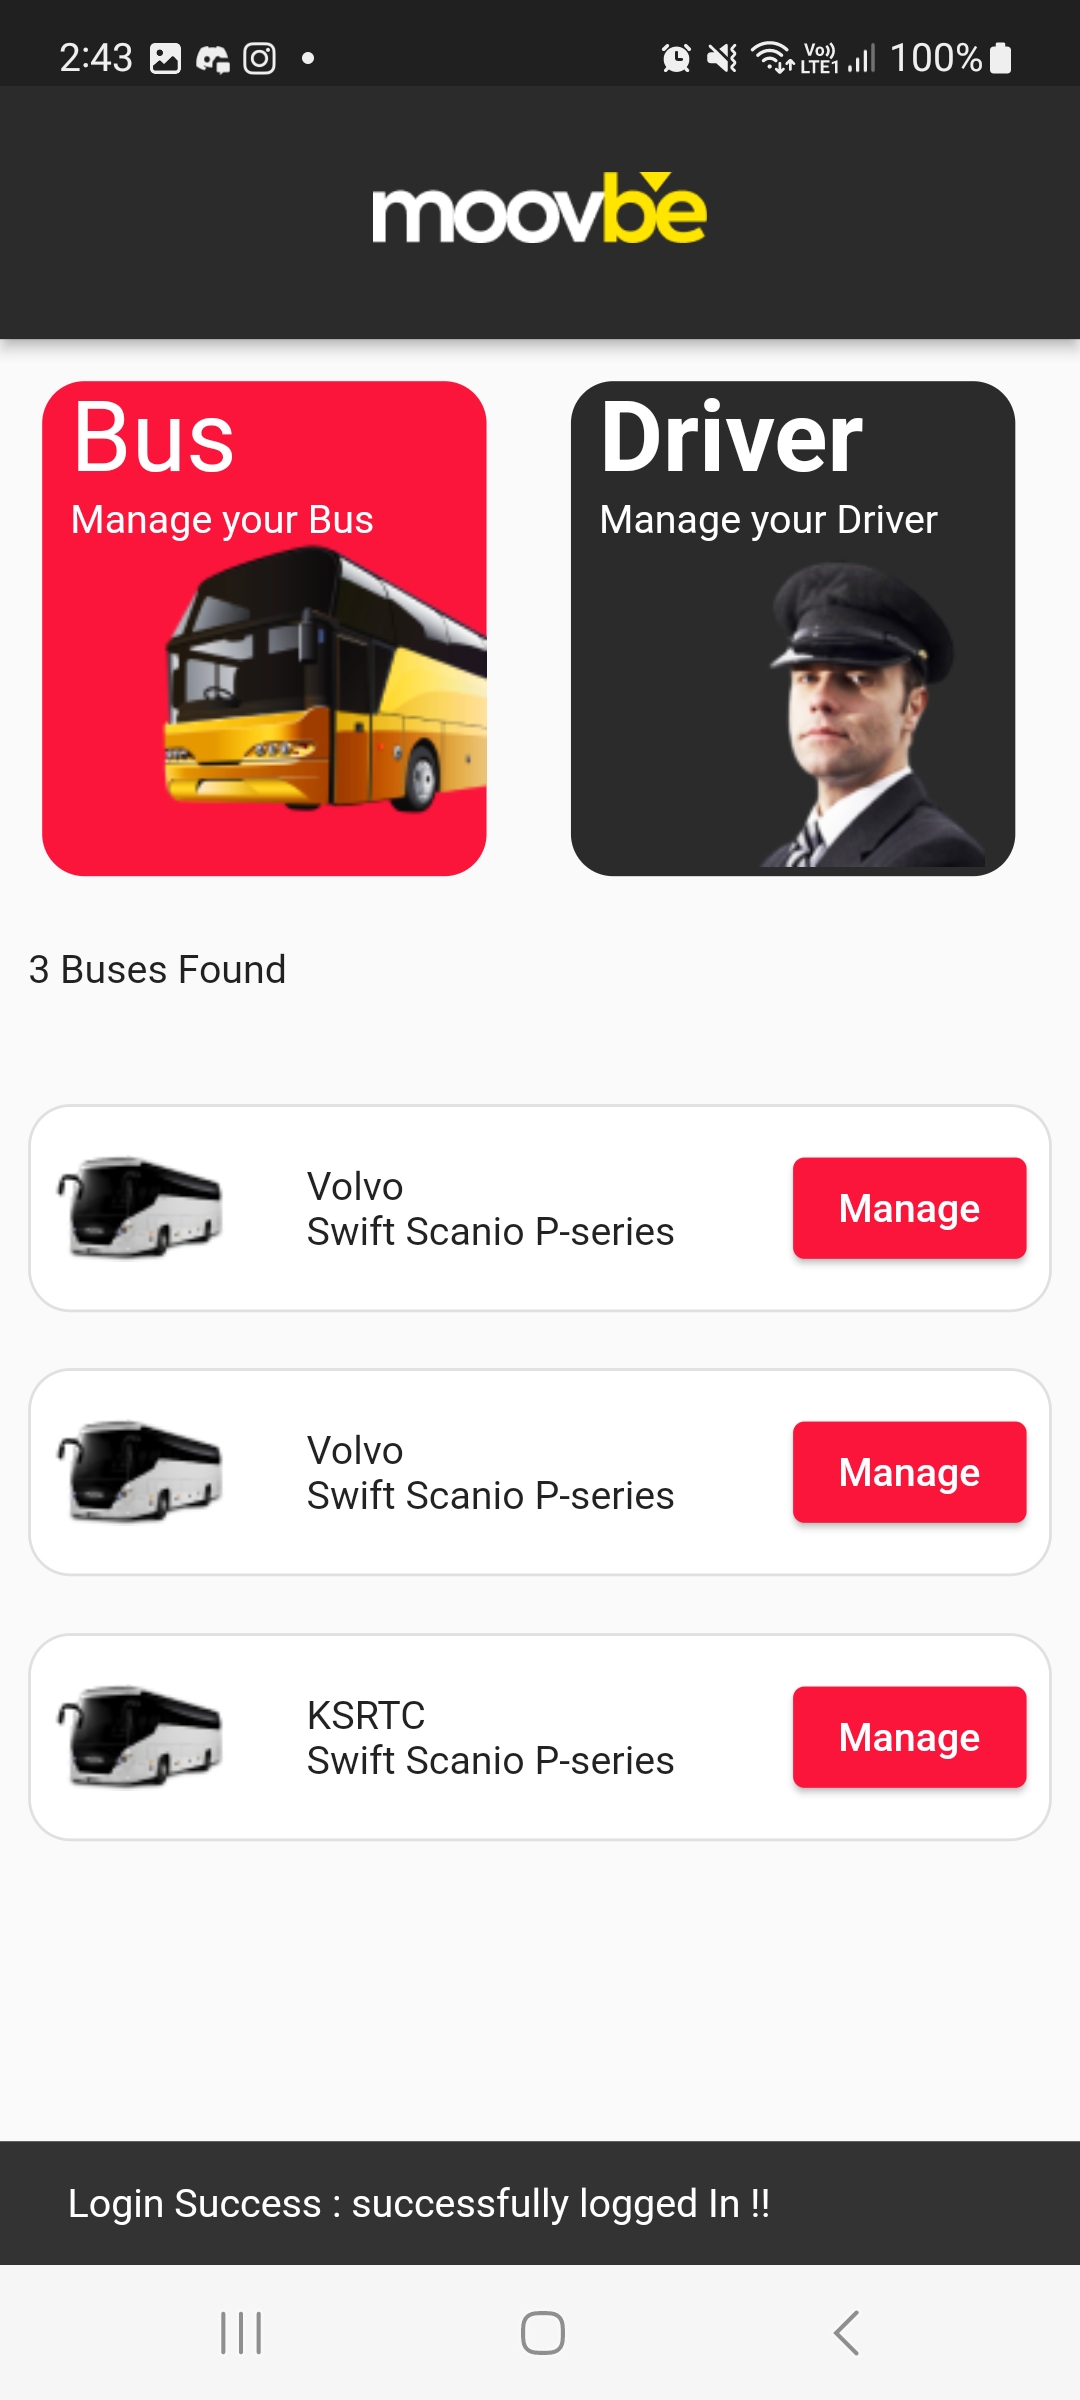 2:43
Vo))
LTE1
100%
moovbe
Bus
Manage your Bus
Driver
Manage your Driver
3 Buses Found
Volvo
Swift Scanio P-series
Manage
Volvo
Swift Scanio P-series
Manage
KSRTC
Swift Scanio P-series
Manage
Login Success : successfully logged In !!